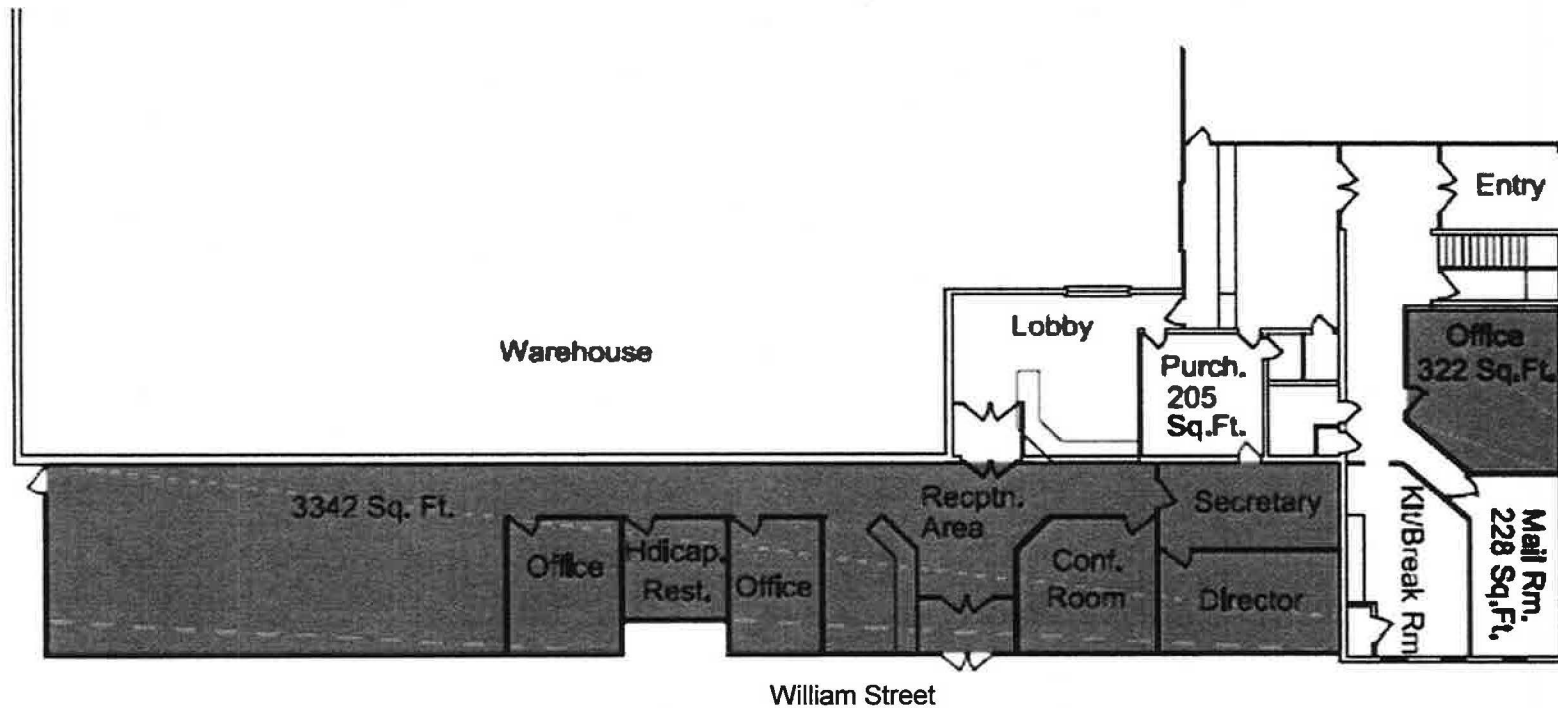 Entry
Lobby
Warehouse
Purch.
205
Sq.Ft.
Office
322 Sq.Ft.
3342 Sq. Ft.
Recptn.
Area
Secretary
Office
Hdicap.
Rest.
Office
Conf.
Room
Director
Kit/Break Rm
Mail Rm.
228 Sq.Ft.
William Street